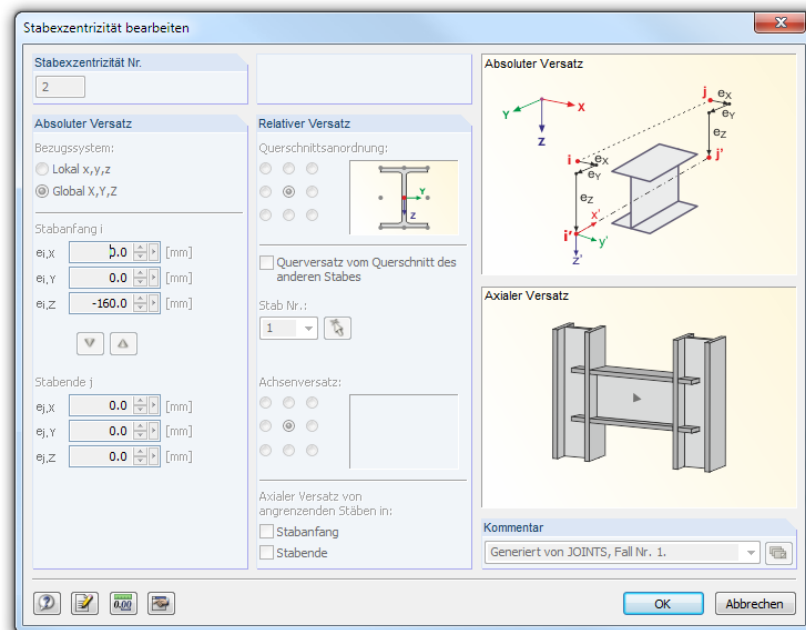 Stabexzentrizität bearbeiten
Stabexzentrizität Nr.
2
Absoluter Versatz
Bezugssystem:
Lokal x,y,z
Global X,Y,Z
Stabanfang i
ei,X 0.0 [mm]
ei,Y 0.0 [mm]
ei,Z -160.0 [mm]
Stabende j
ej,X 0.0 [mm]
ej,Y 0.0 [mm]
ej,Z 0.0 [mm]
Relativer Versatz
Querschnittsanordnung:
Y
Z
Querversatz vom Querschnitt des
anderen Stabes
Stab Nr.:
1
Achsenversatz:
Axialer Versatz von
angrenzenden Stäben in:
Stabanfang
Stabende
Absoluter Versatz
Y X
Z
j eX
eY
eZ
j'
i eX
eY
eZ
i' x'
y'
z'
Axialer Versatz
Kommentar
Generiert von JOINTS, Fall Nr. 1.
0.00
OK
Abbrechen